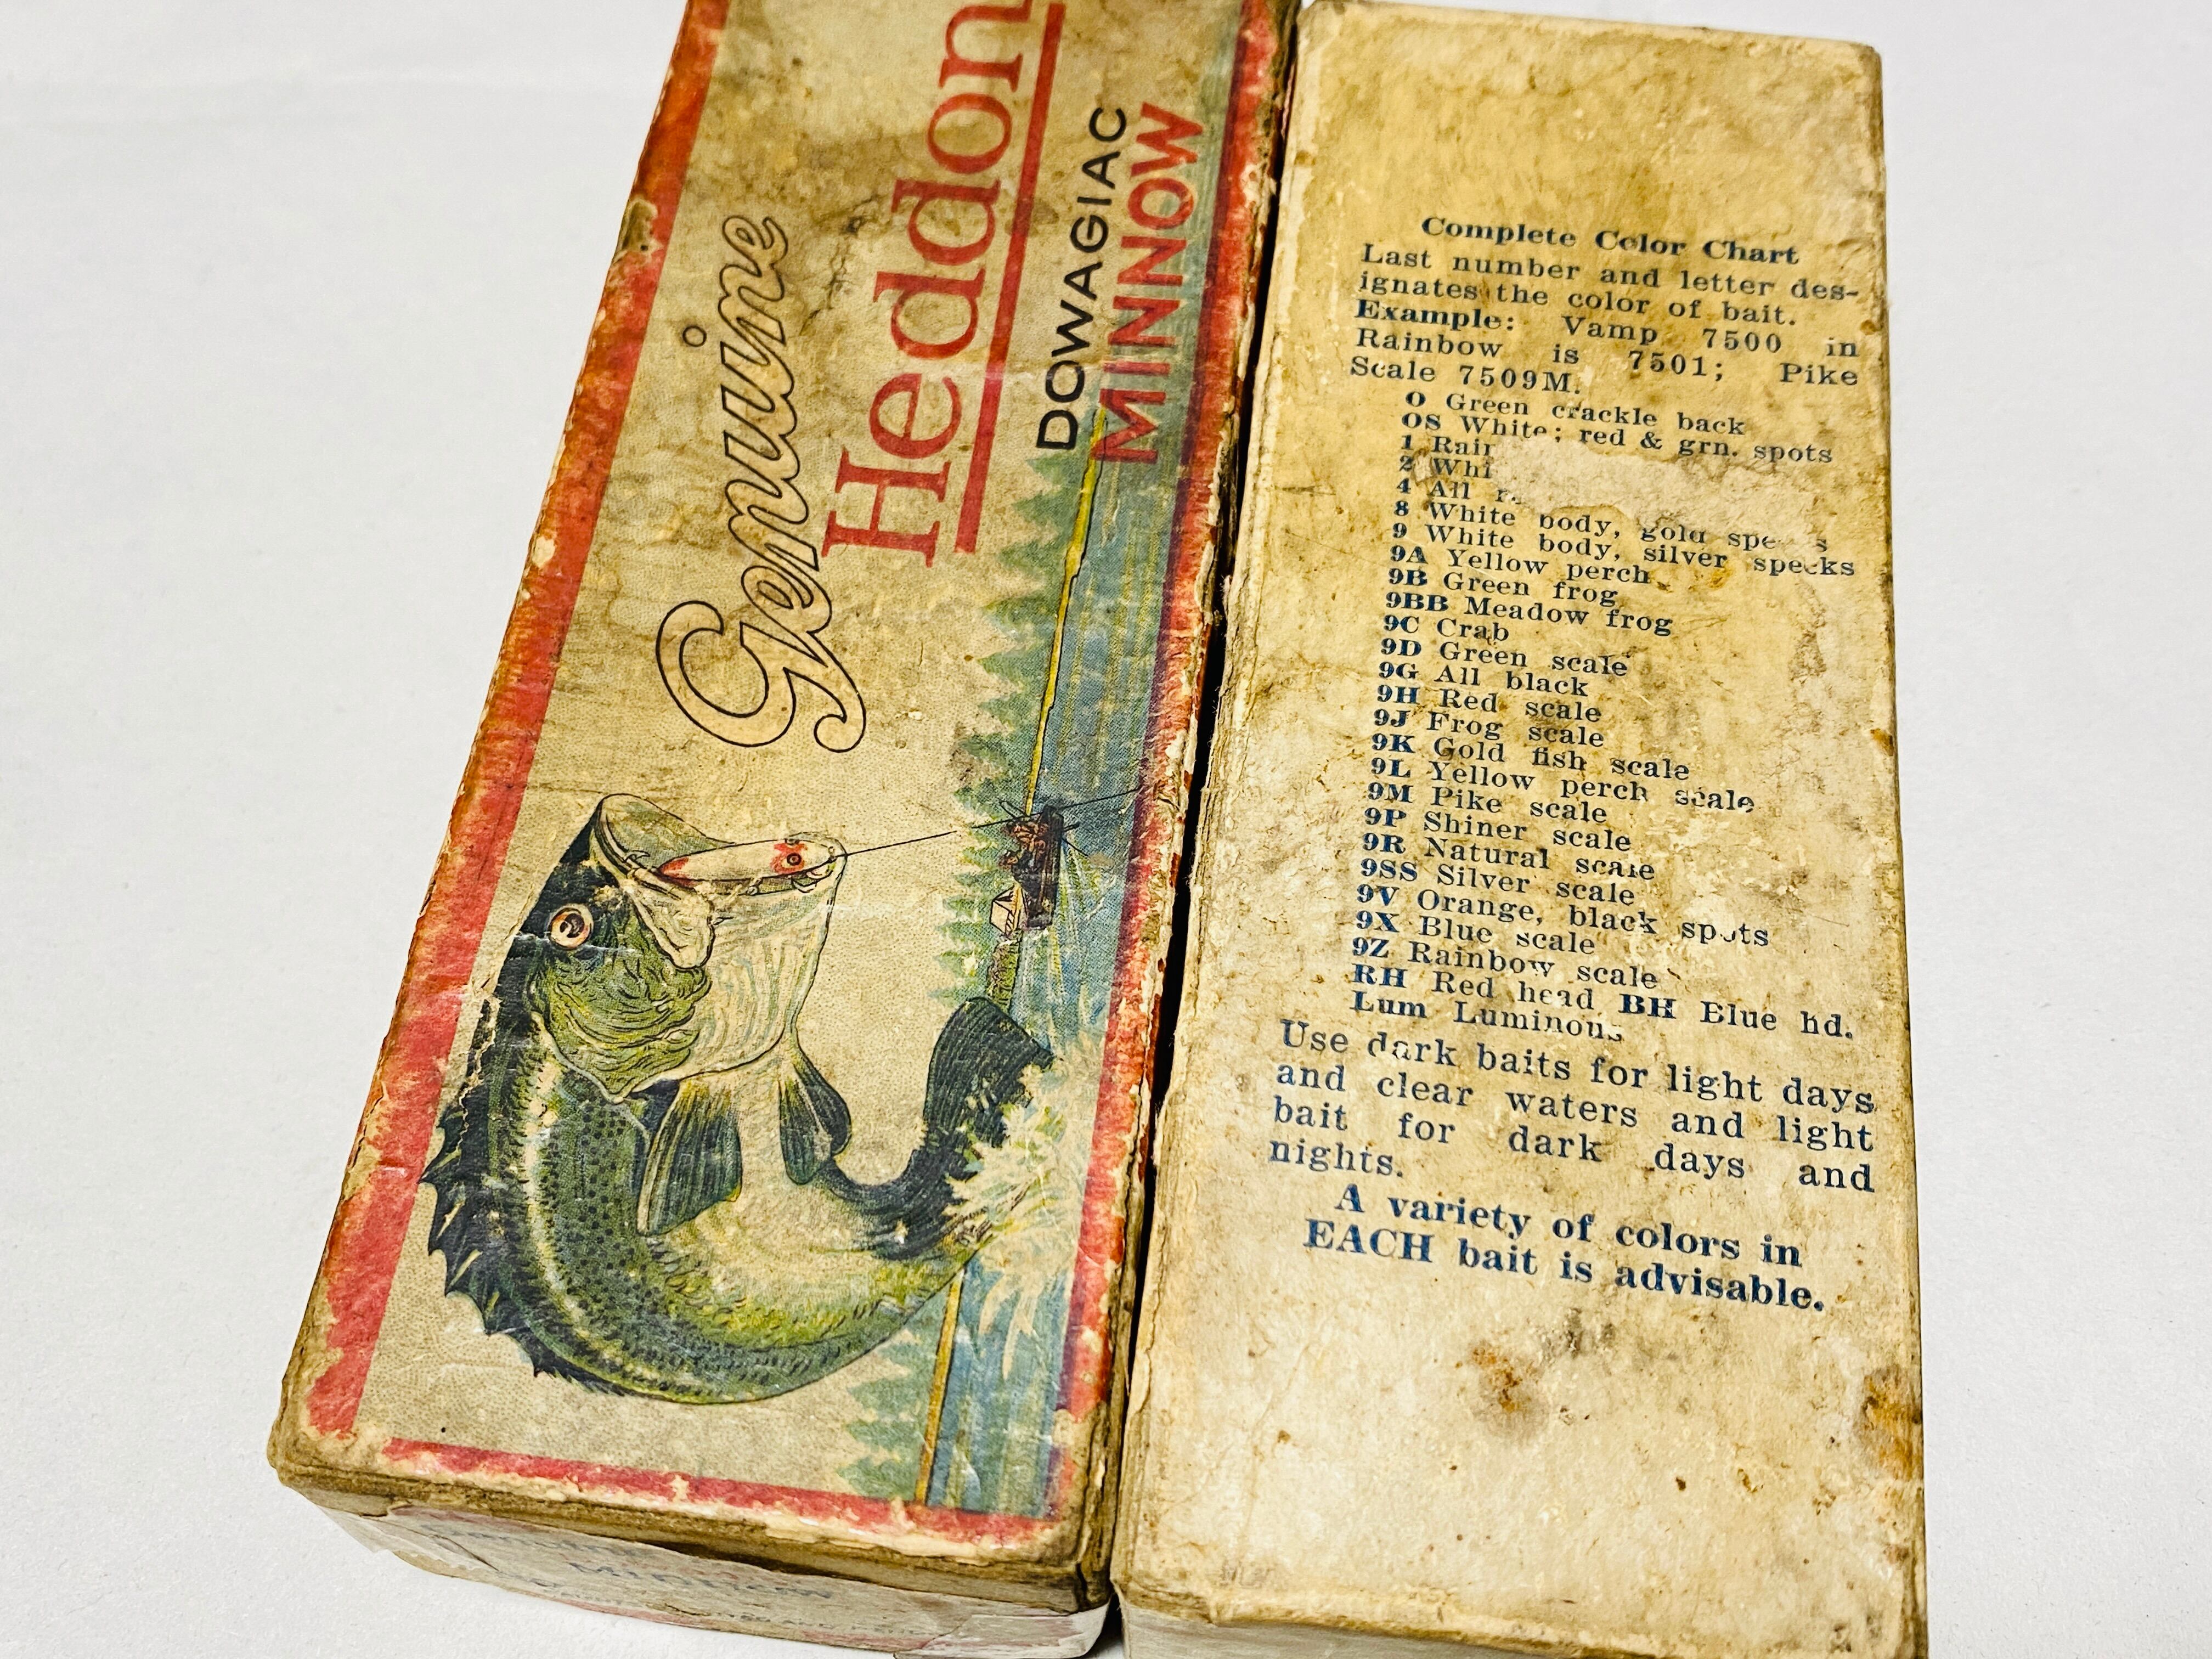 Genuine
Heddon
DOWAGIAC
MINNOW
Minnow
Complete Color Chart
Last number and letter des-
ignates the color of bait.
Example: Vamp 7500 in
Rainbow is 7501; Pike
Scale 7509M.
O Green crackle back
OS White; red & grn. spots
1
2
4 All
8 White body, gold
9 White body, silver specks
9A Yellow perch
9B Green frog
9BB Meadow frog
9C Crab
9D Green scale
9G All black
9H Red scale
9J Frog scale
9K Gold fish scale
9L Yellow perch scale
9M Pike scale
9P Shiner scale
9R Natural scale
9SS Silver scale
9V Orange, black spots
9X Blue scale
9Z Rainbow scale
RH Red head BH Blue hd.
Lum Luminous
Use dark baits for light days
and clear waters and light
bait for dark days and
nights.
A variety of colors in
EACH bait is advisable.